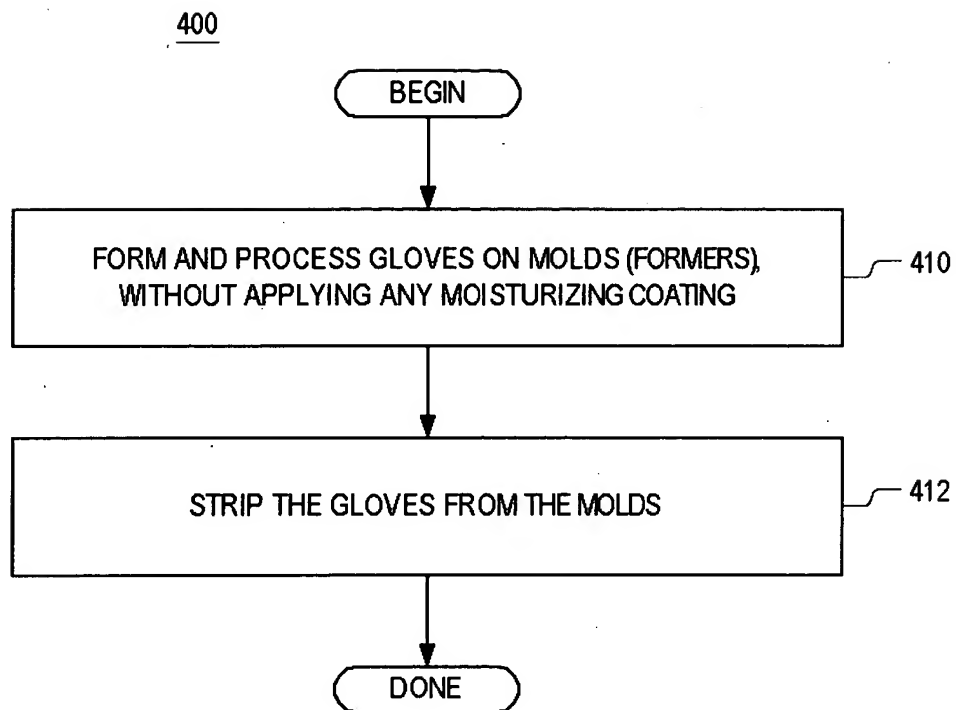 400
BEGIN
FORM AND PROCESS GLOVES ON MOLDS (FORMERS),
WITHOUT APPLYING ANY MOISTURIZING COATING
410
STRIP THE GLOVES FROM THE MOLDS
412
DONE